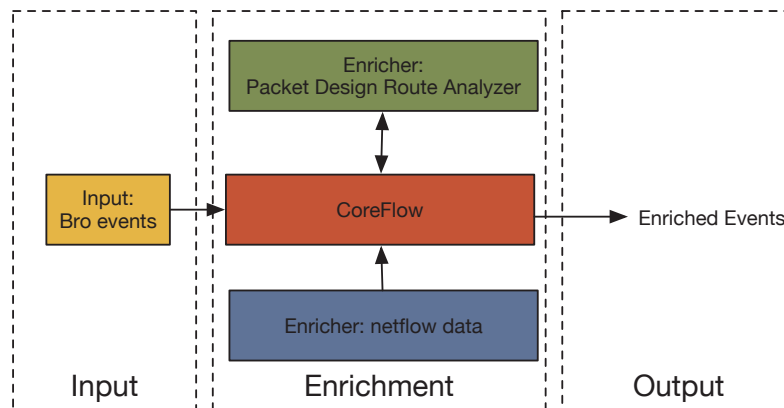 Enricher:
Packet Design Route Analyzer
Input:
Bro events
CoreFlow
Enriched Events
Enricher: netflow data
Input
Enrichment
Output